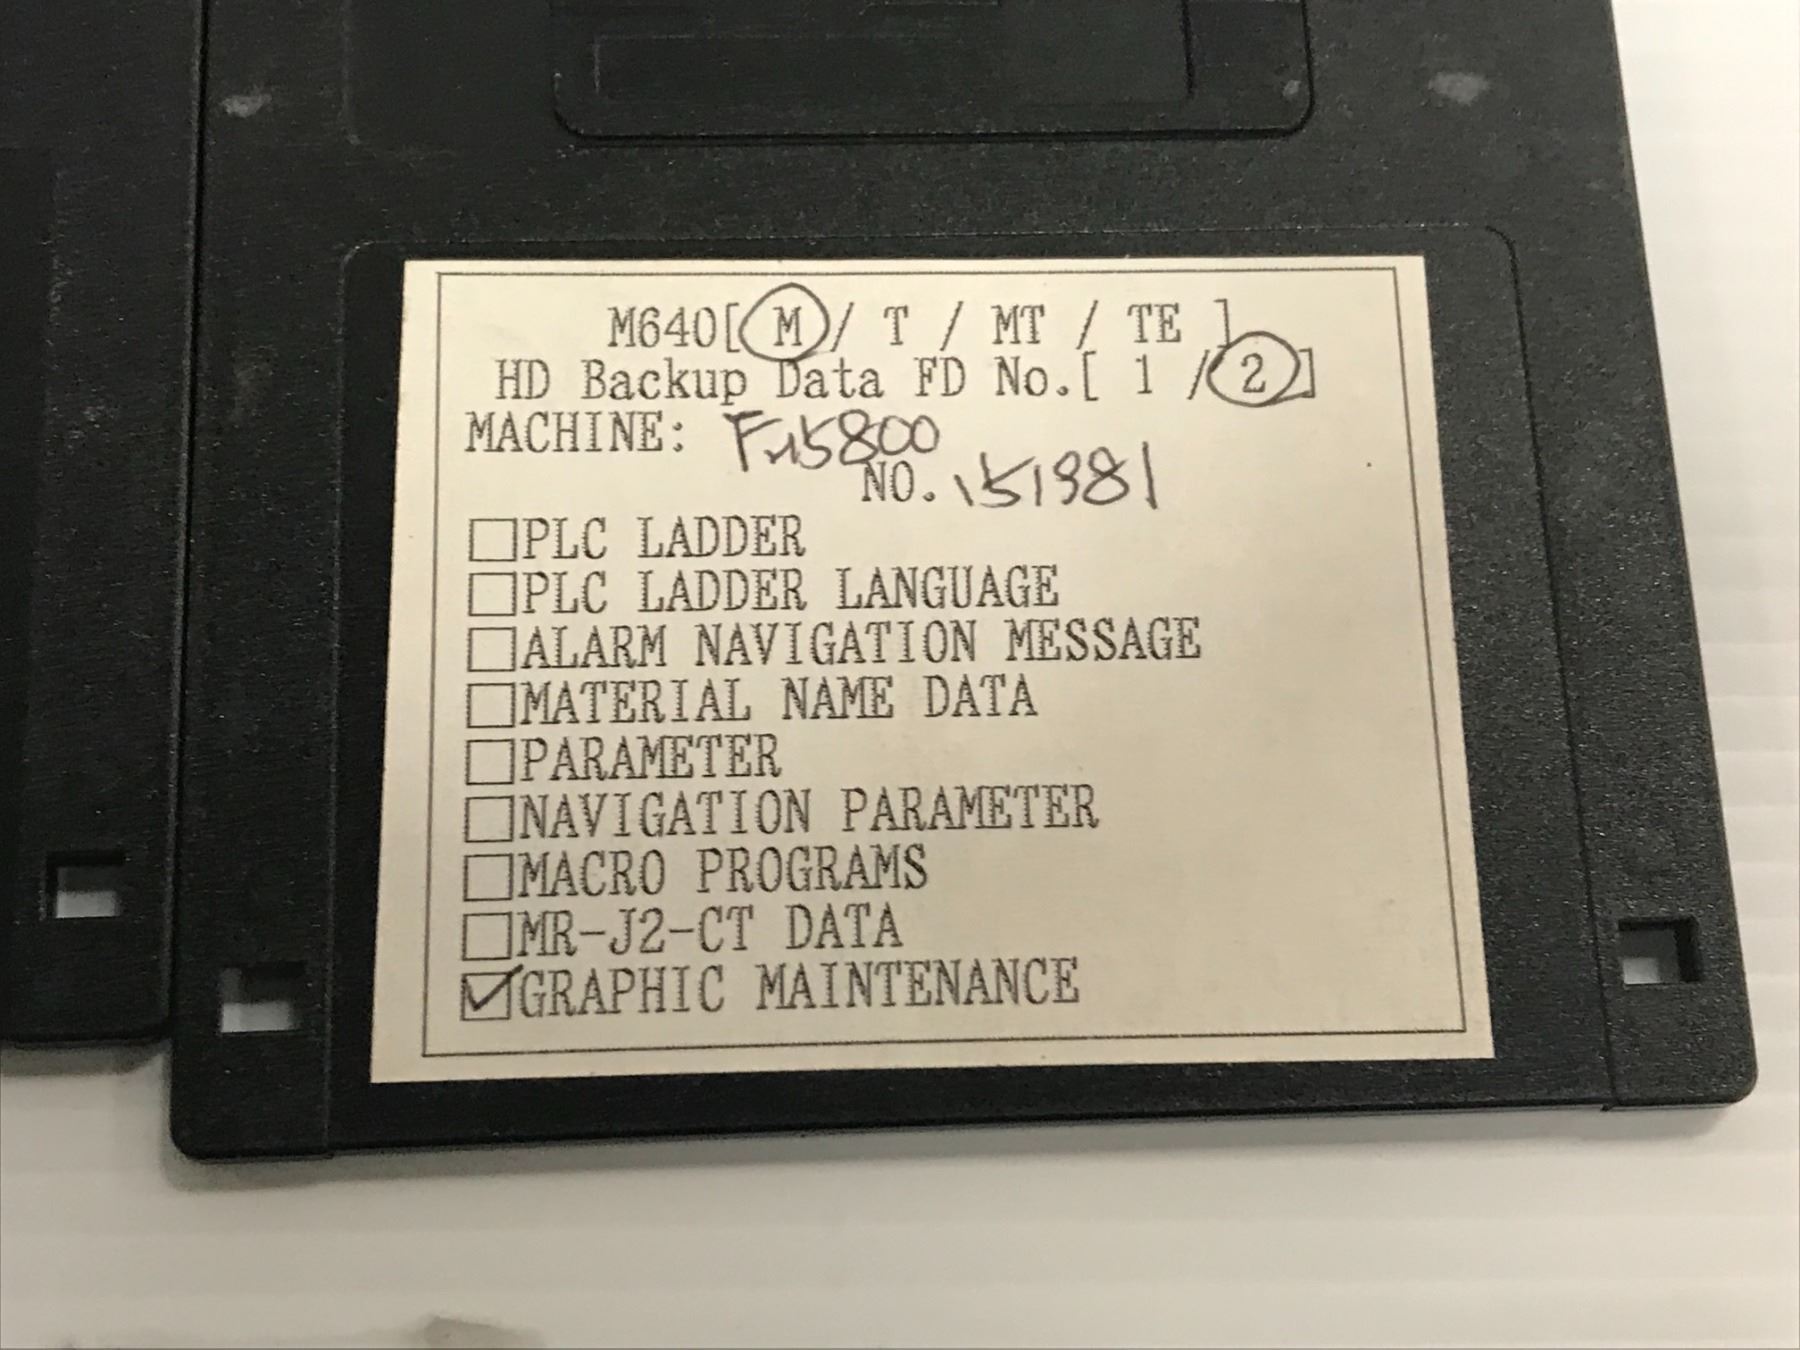 M640[ M / T / MT / TE ]
HD Backup Data FD No.[ 1 / 2 ]
MACHINE:
NO. 151981
□PLC LADDER
□PLC LADDER LANGUAGE
□ALARM NAVIGATION MESSAGE
□MATERIAL NAME DATA
□PARAMETER
□NAVIGATION PARAMETER
□MACRO PROGRAMS
□MR-J2-CT DATA
☑GRAPHIC MAINTENANCE